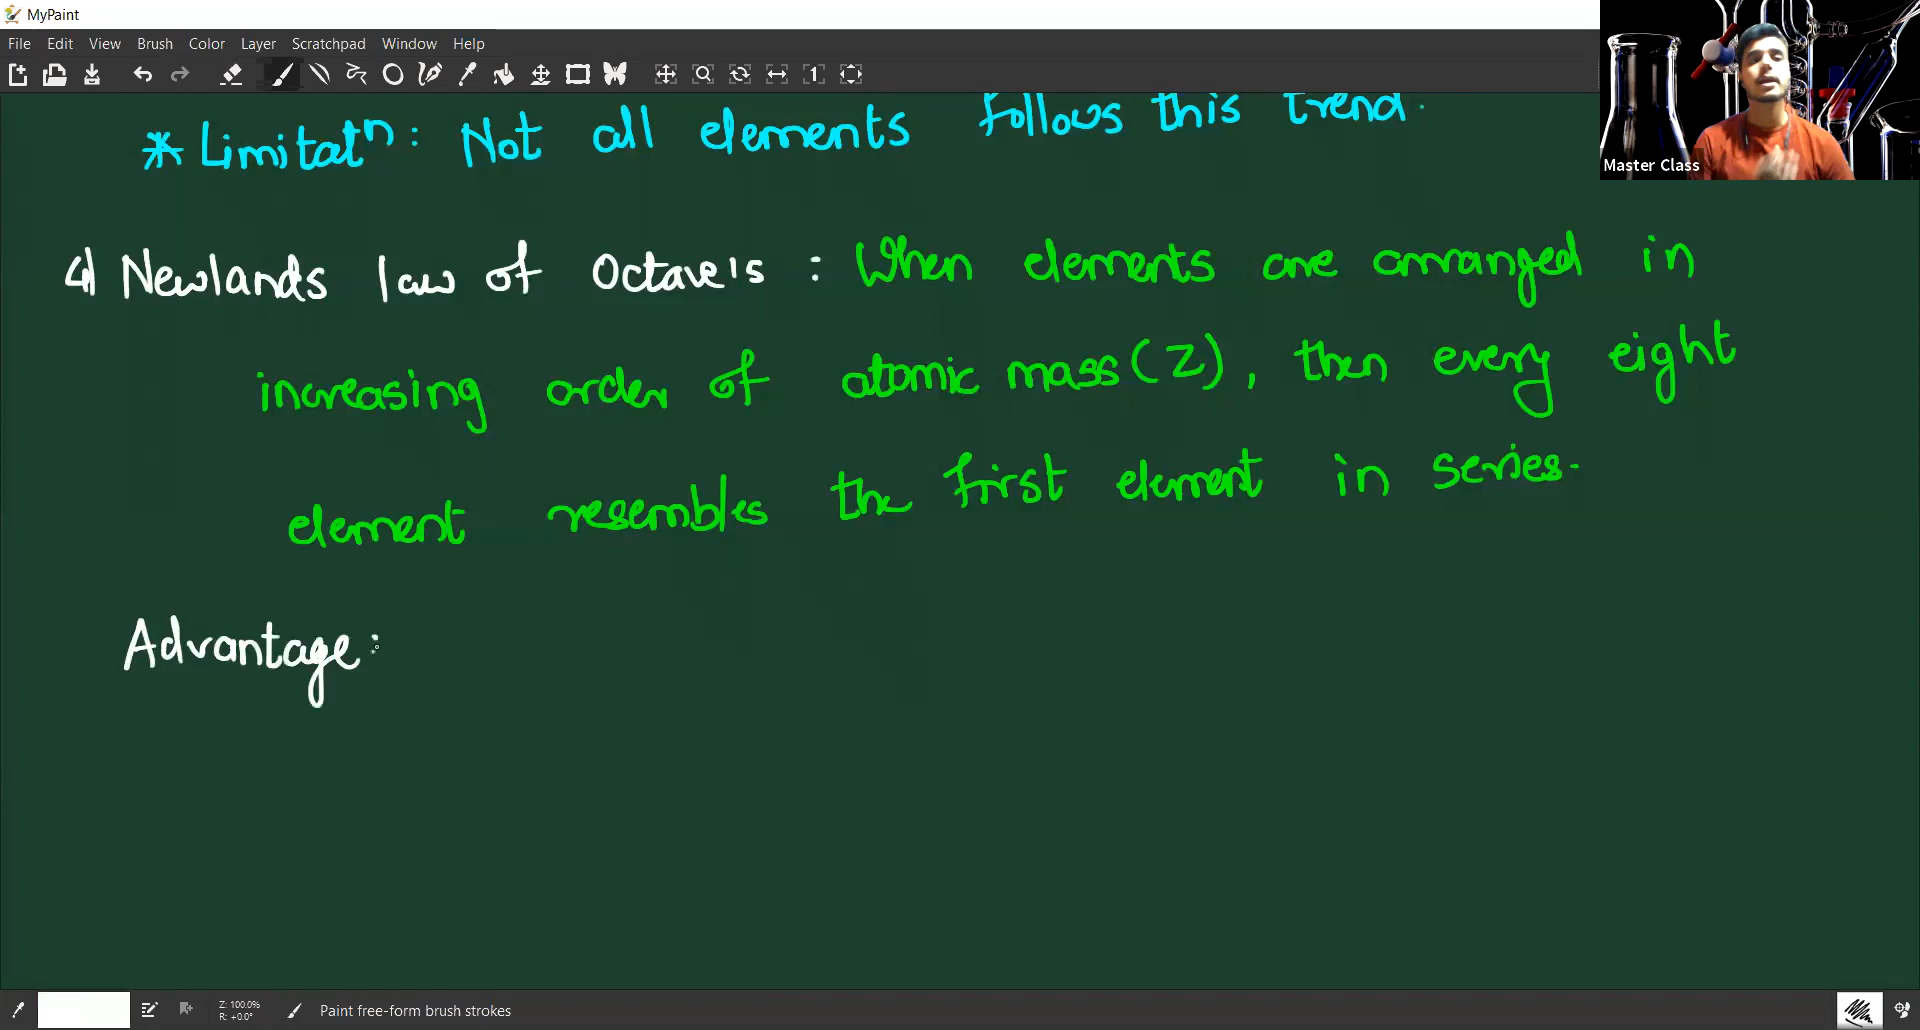 MyPaint
File Edit View Brush Color Layer Scratchpad Window Help
1
Master Class
* Limitatn: Not all elements follows this trend.
4) Newlands law of Octave's : When elements are arranged in
increasing order of atomic mass (Z), then every eight
element resembles the first element in series.
Advantage:
Z: 100.0%
R: +0.0°
Paint free-form brush strokes